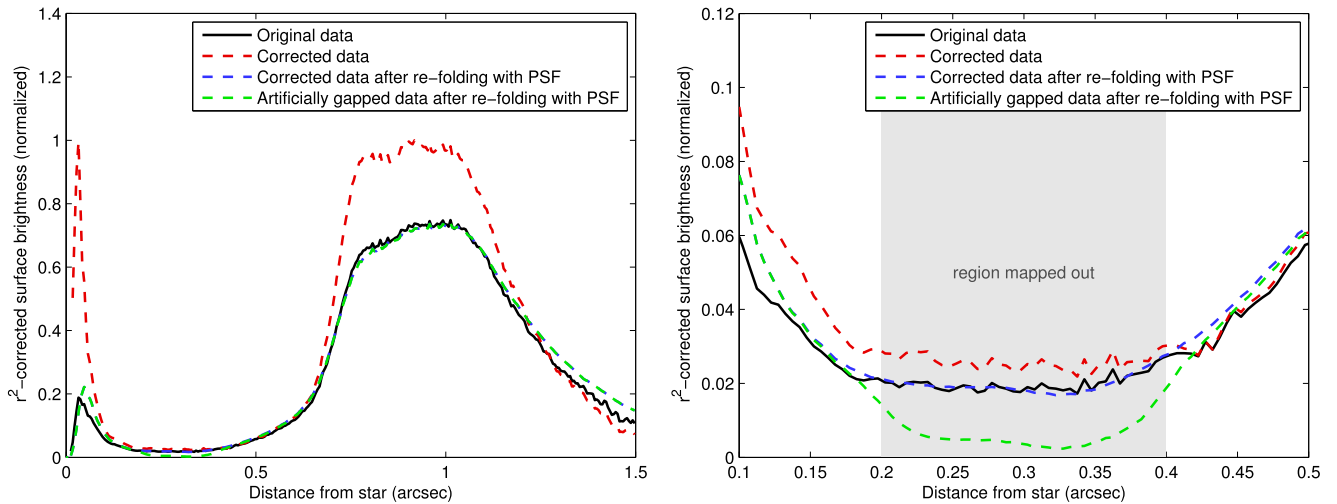 1.4
1.2
1
0.8
0.6
0.4
0.2
0
0
0.5
1
1.5
r²−corrected surface brightness (normalized)
Distance from star (arcsec)
Original data
Corrected data
Corrected data after re−folding with PSF
Artificially gapped data after re−folding with PSF
0.12
0.1
0.08
0.06
0.04
0.02
0
0.1
0.15
0.2
0.25
0.3
0.35
0.4
0.45
0.5
r²−corrected surface brightness (normalized)
Distance from star (arcsec)
Original data
Corrected data
Corrected data after re−folding with PSF
Artificially gapped data after re−folding with PSF
region mapped out